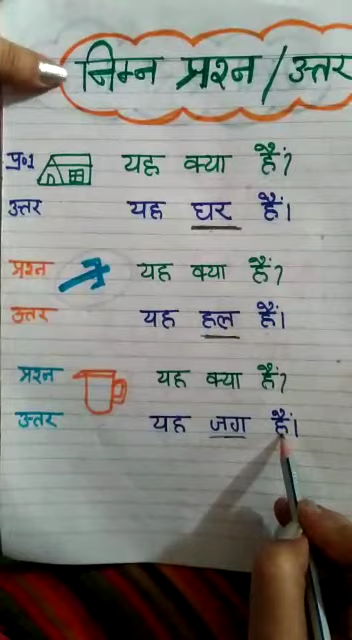 निम्न प्रश्न / उत्तर
प्र०1 यह क्या हैं?
उत्तर यह घर हैं।
प्रश्न यह क्या हैं?
उत्तर यह हल हैं।
प्रश्न यह क्या हैं?
उत्तर यह जग हैं।